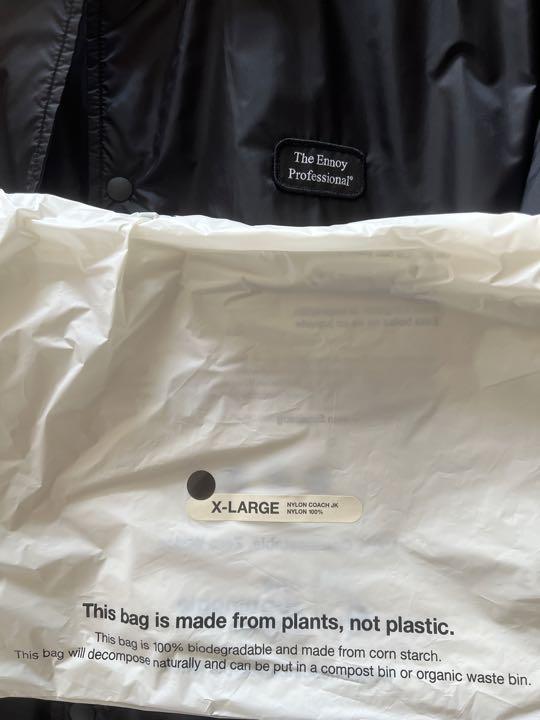 The Ennoy
Professional®
X-LARGE
NYLON COACH JK
NYLON 100%
This bag is made from plants, not plastic.
This bag is 100% biodegradable and made from corn starch.
This bag will decompose naturally and can be put in a compost bin or organic waste bin.